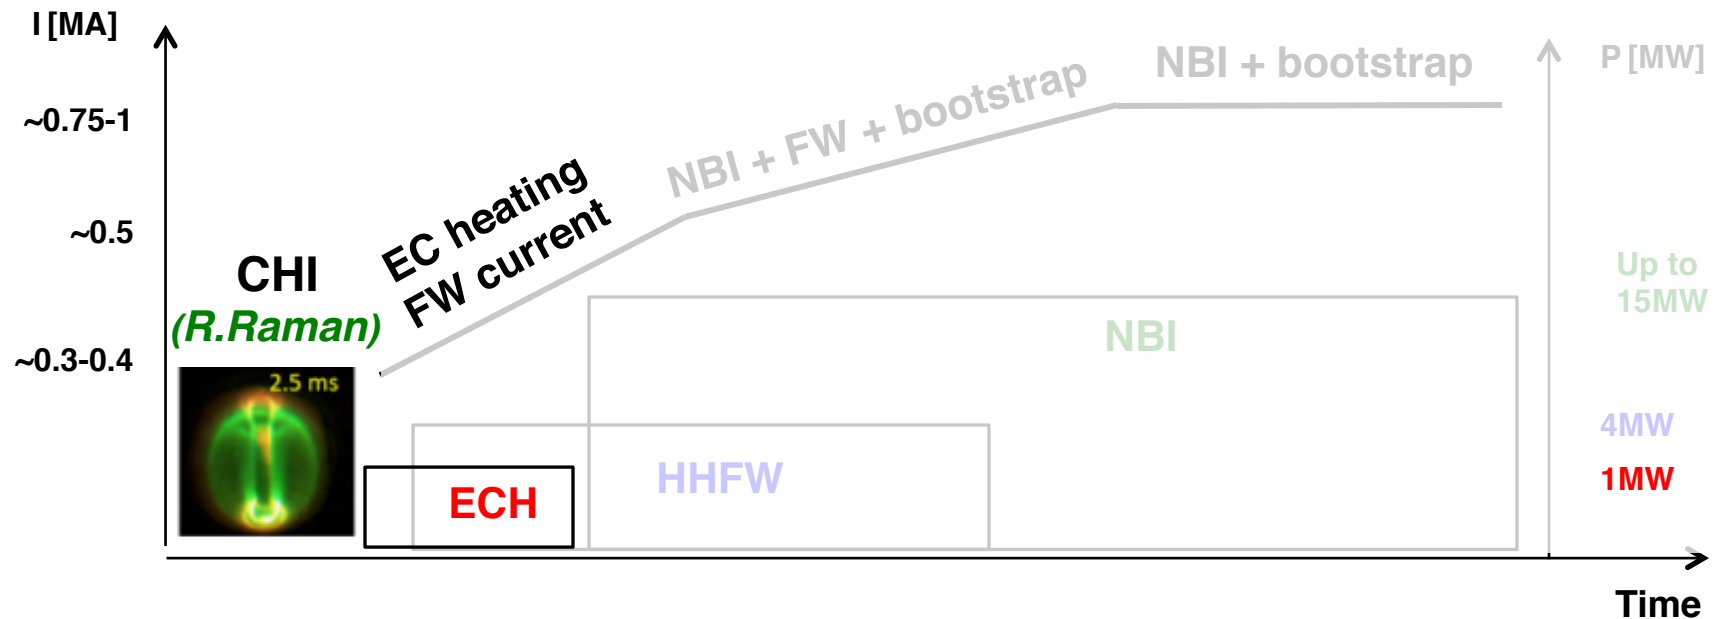 I [MA]
~0.75-1
~0.5
~0.3-0.4
CHI
(R.Raman)
2.5 ms
EC heating
FW current
NBI + FW + bootstrap
NBI + bootstrap
P [MW]
Up to
15MW
4MW
1MW
NBI
HHFW
ECH
Time